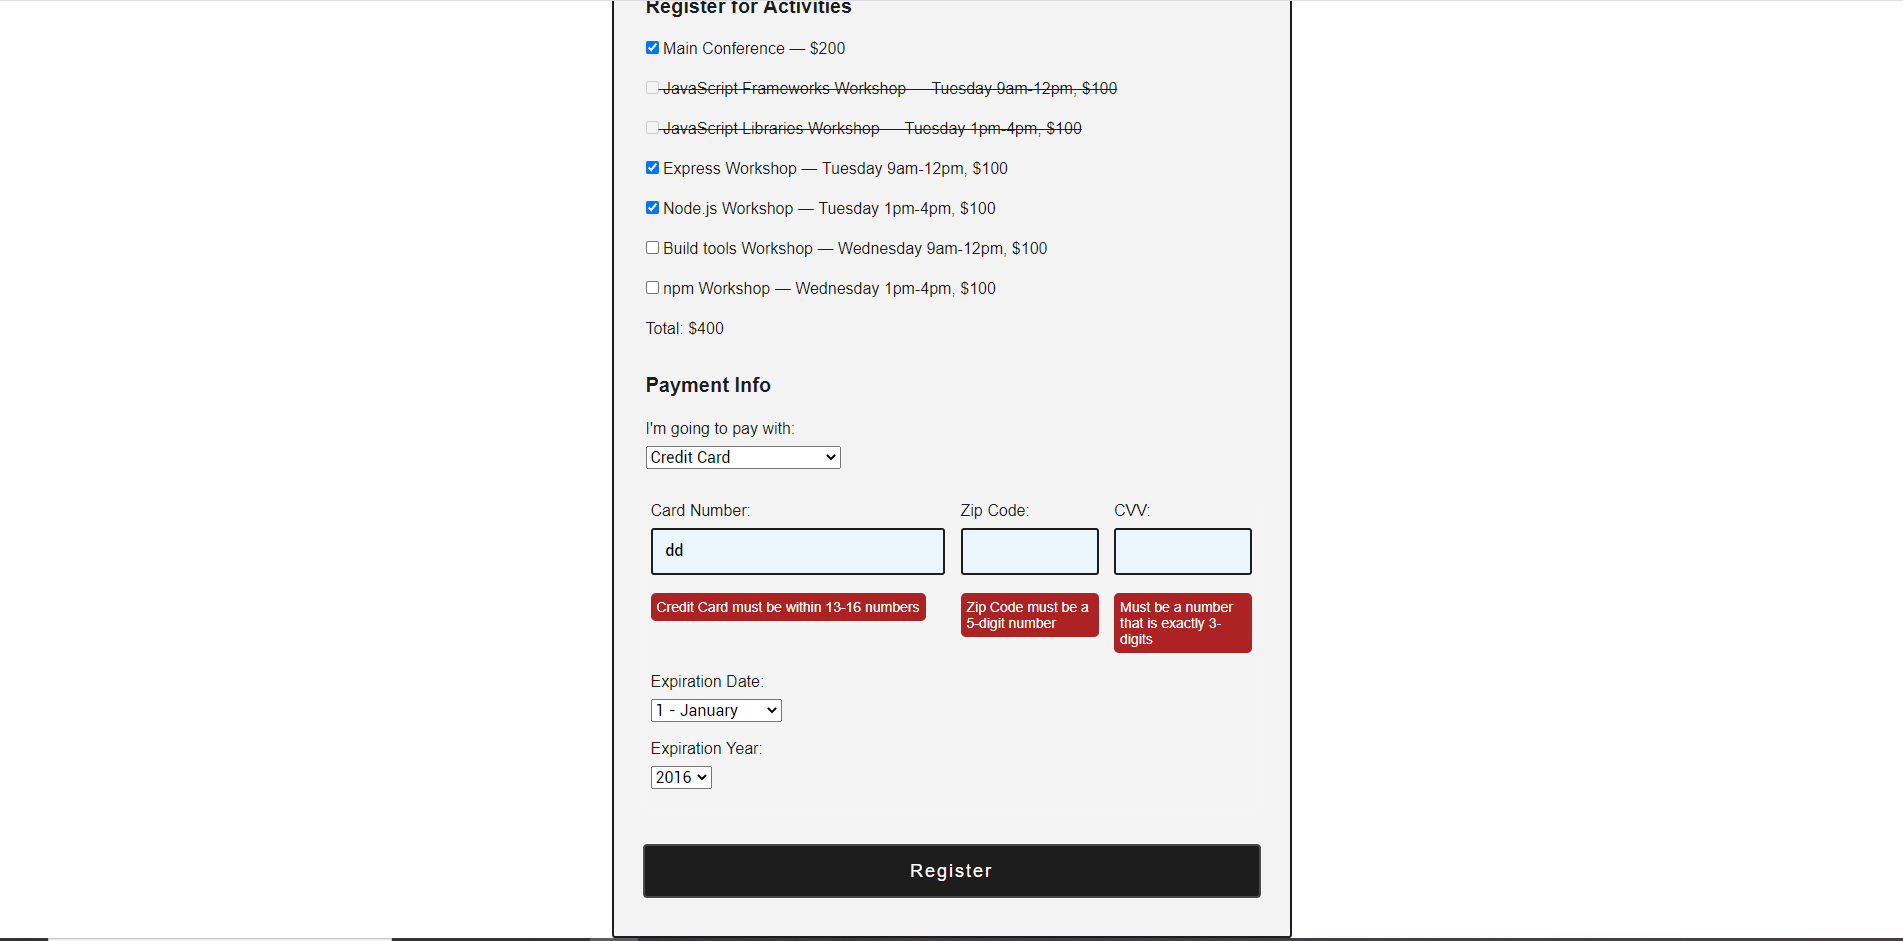 Register for Activities
Main Conference — $200
JavaScript Frameworks Workshop — Tuesday 9am-12pm, $100
JavaScript Libraries Workshop — Tuesday 1pm-4pm, $100
Express Workshop — Tuesday 9am-12pm, $100
Node.js Workshop — Tuesday 1pm-4pm, $100
Build tools Workshop — Wednesday 9am-12pm, $100
npm Workshop — Wednesday 1pm-4pm, $100
Total: $400
Payment Info
I'm going to pay with:
Credit Card
Card Number:
Zip Code:
CVV:
dd
Credit Card must be within 13-16 numbers
Zip Code must be a
5-digit number
Must be a number
that is exactly 3-
digits
Expiration Date:
1 - January
Expiration Year:
2016
Register